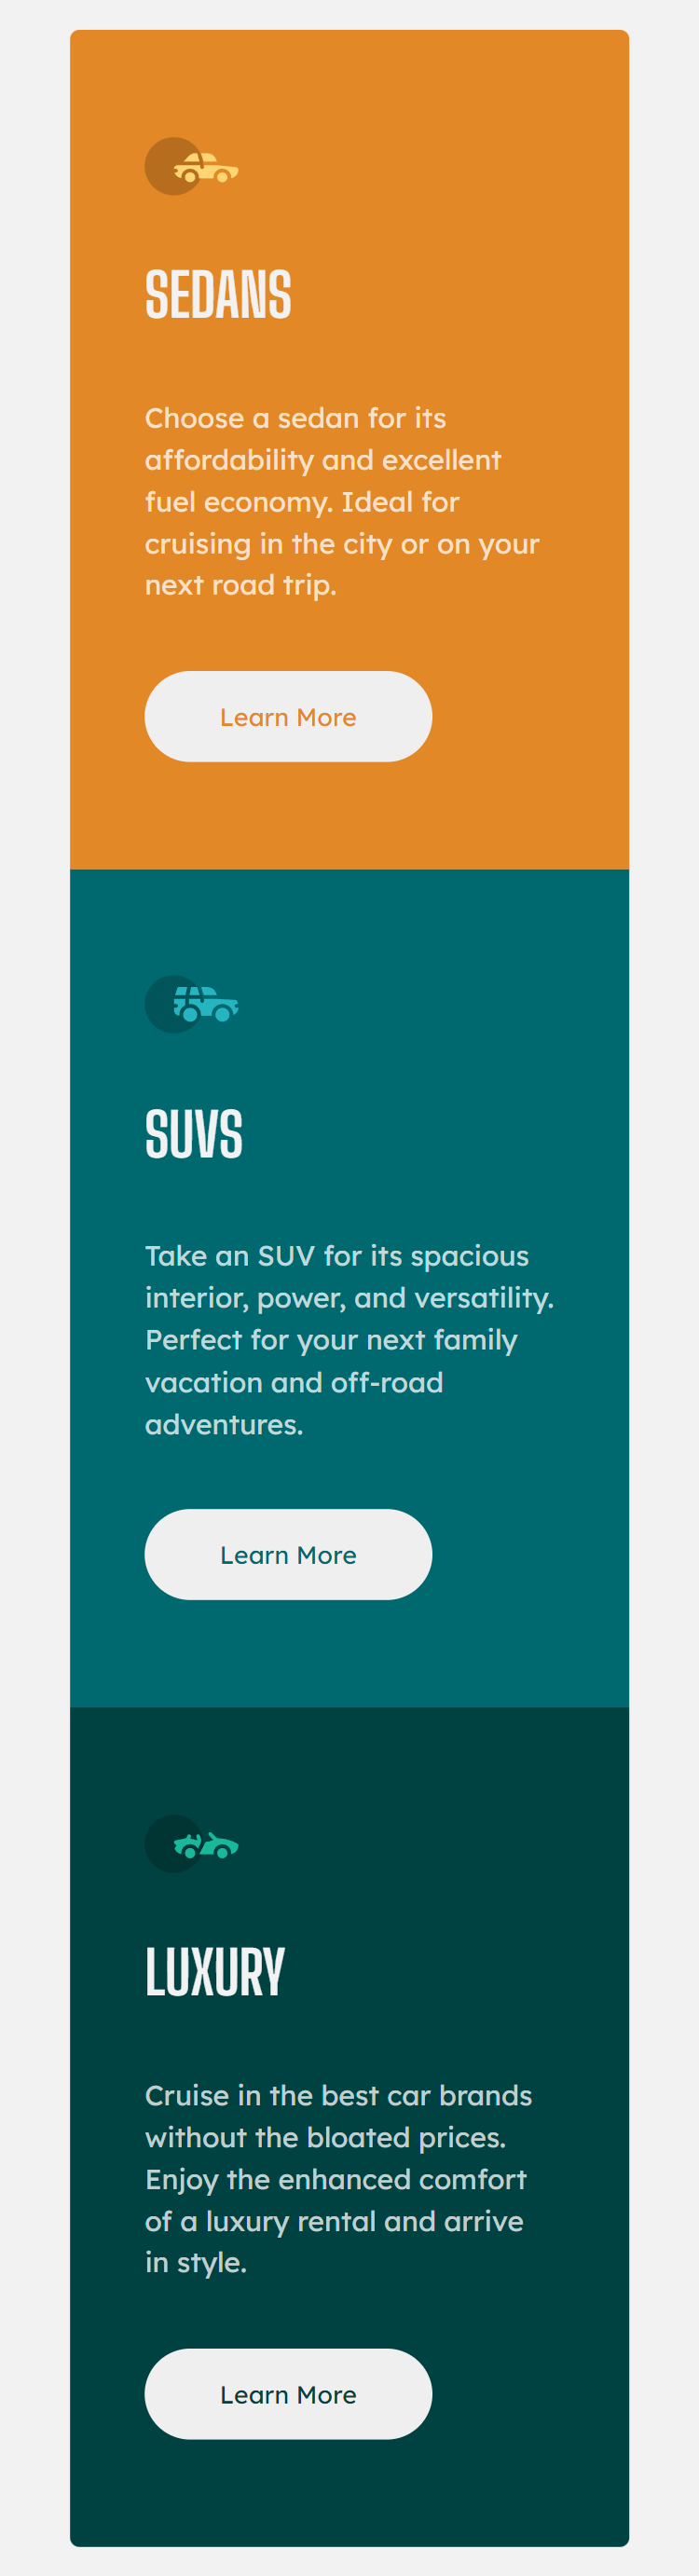 SEDANS
Choose a sedan for its
affordability and excellent
fuel economy. Ideal for
cruising in the city or on your
next road trip.
Learn More
SUVS
Take an SUV for its spacious
interior, power, and versatility.
Perfect for your next family
vacation and off-road
adventures.
Learn More
LUXURY
Cruise in the best car brands
without the bloated prices.
Enjoy the enhanced comfort
of a luxury rental and arrive
in style.
Learn More